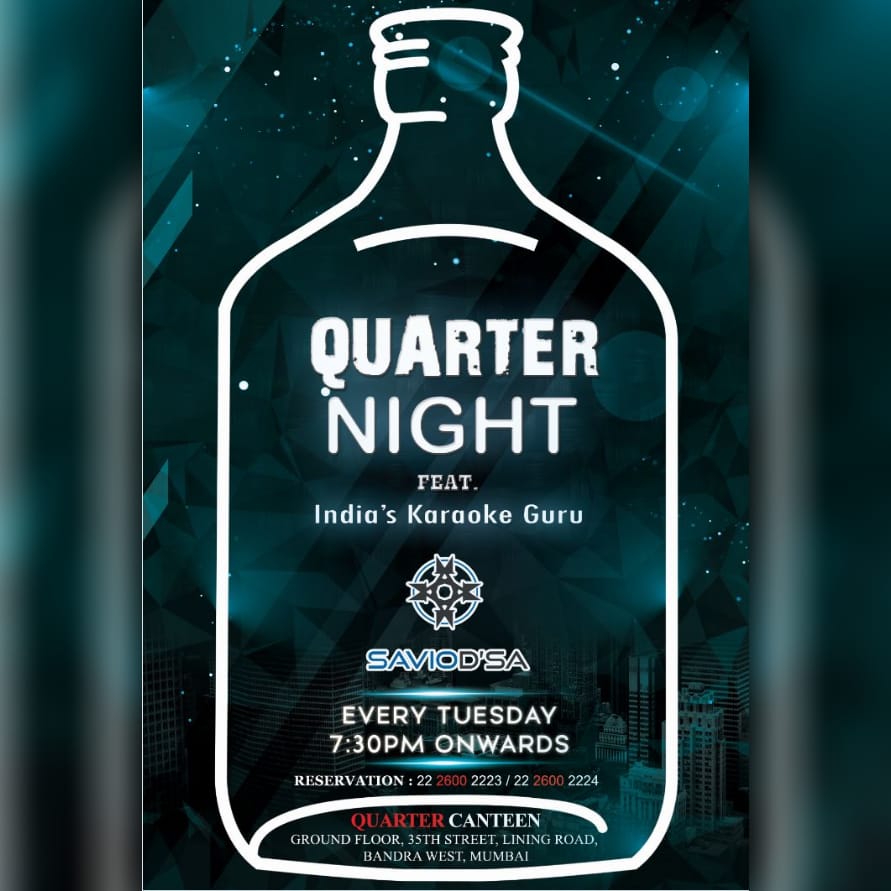 QUARTER
NIGHT
FEAT.
India's Karaoke Guru
SAVIOD'SA
EVERY TUESDAY
7:30PM ONWARDS
RESERVATION : 22 2600 2223 / 22 2600 2224
QUARTER CANTEEN
GROUND FLOOR, 35TH STREET, LINING ROAD,
BANDRA WEST, MUMBAI